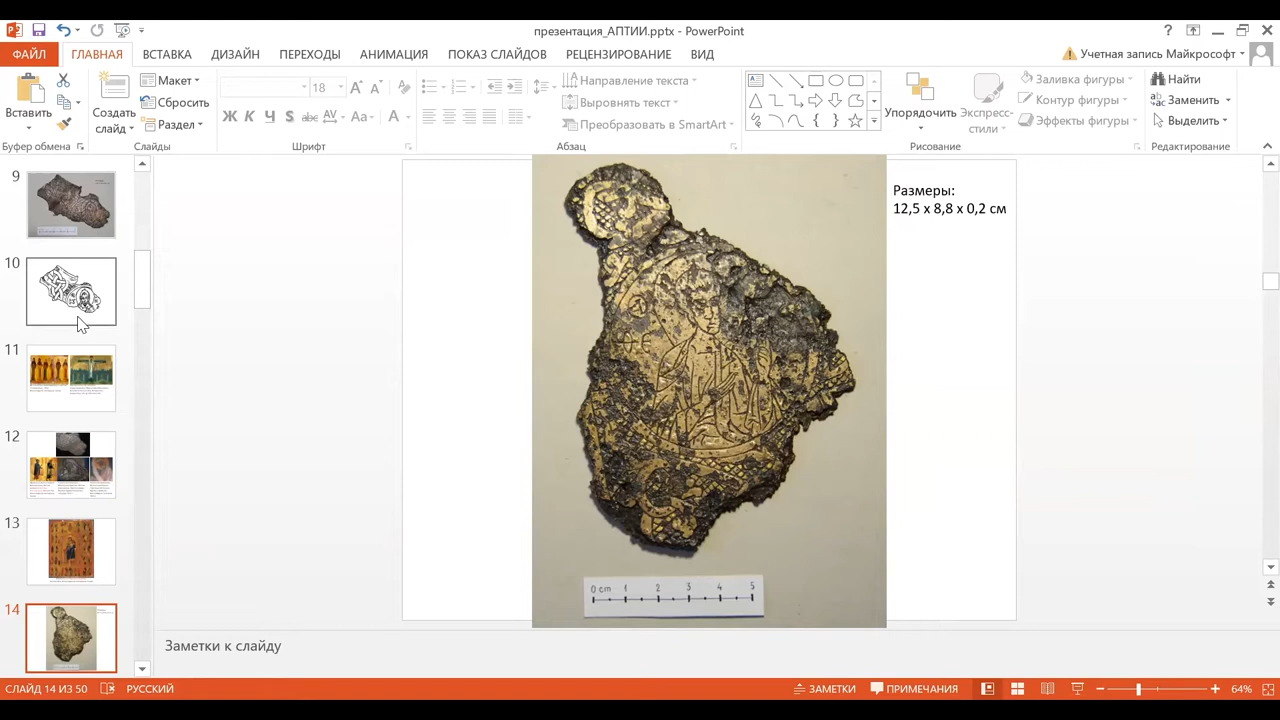 презентация_АПТИИ.pptx - PowerPoint
ФАЙЛ ГЛАВНАЯ ВСТАВКА ДИЗАЙН ПЕРЕХОДЫ АНИМАЦИЯ ПОКАЗ СЛАЙДОВ РЕЦЕНЗИРОВАНИЕ ВИД Учетная запись Майкрософт
Вставить
Создать слайд
Макет
Сбросить
Раздел
18
Ж К Ч S abc AV Aa A
Направление текста
Выровнять текст
Преобразовать в SmartArt
Упорядочить
Экспресс-стили
Заливка фигуры
Контур фигуры
Эффекты фигуры
Найти
Заменить
Выделить
Буфер обмена Слайды Шрифт Абзац Рисование Редактирование
9
10
11
12
13
14
Размеры:
12,5 x 8,8 x 0,2 см
0 cm 1 2 3 4 5
Заметки к слайду
СЛАЙД 14 ИЗ 50 РУССКИЙ ЗАМЕТКИ ПРИМЕЧАНИЯ 64%